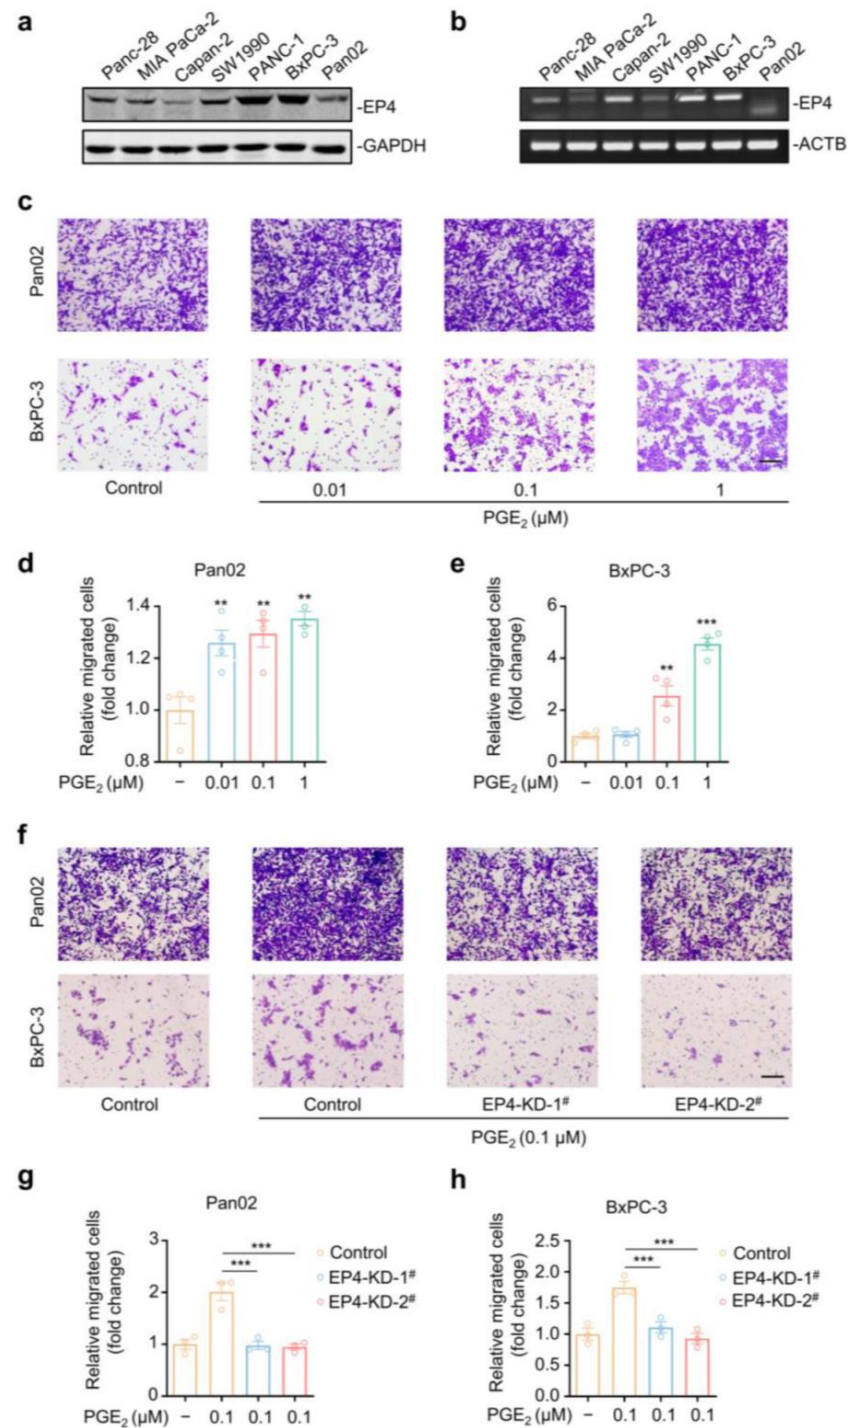 a
Panc-28 MIA PaCa-2 Capan-2 SW1990 PANC-1 BxPC-3 Pan02
-EP4
-GAPDH
b
Panc-28 MIA PaCa-2 Capan-2 SW1990 PANC-1 BxPC-3 Pan02
-EP4
-ACTB
c
Pan02
BxPC-3
Control 0.01 0.1 1
PGE₂ (μM)
d
Pan02
Relative migrated cells
(fold change)
1.4
1.2
1.0
0.8
** ** **
PGE₂ (μM) – 0.01 0.1 1
e
BxPC-3
Relative migrated cells
(fold change)
6
4
2
0
** ***
PGE₂ (μM) – 0.01 0.1 1
f
Pan02
BxPC-3
Control Control EP4-KD-1# EP4-KD-2#
PGE₂ (0.1 μM)
g
Pan02
Relative migrated cells
(fold change)
3
2
1
0
***
***
Control
EP4-KD-1#
EP4-KD-2#
PGE₂ (μM) – 0.1 0.1 0.1
h
BxPC-3
Relative migrated cells
(fold change)
2.5
2.0
1.5
1.0
0.5
0.0
***
***
Control
EP4-KD-1#
EP4-KD-2#
PGE₂ (μM) – 0.1 0.1 0.1